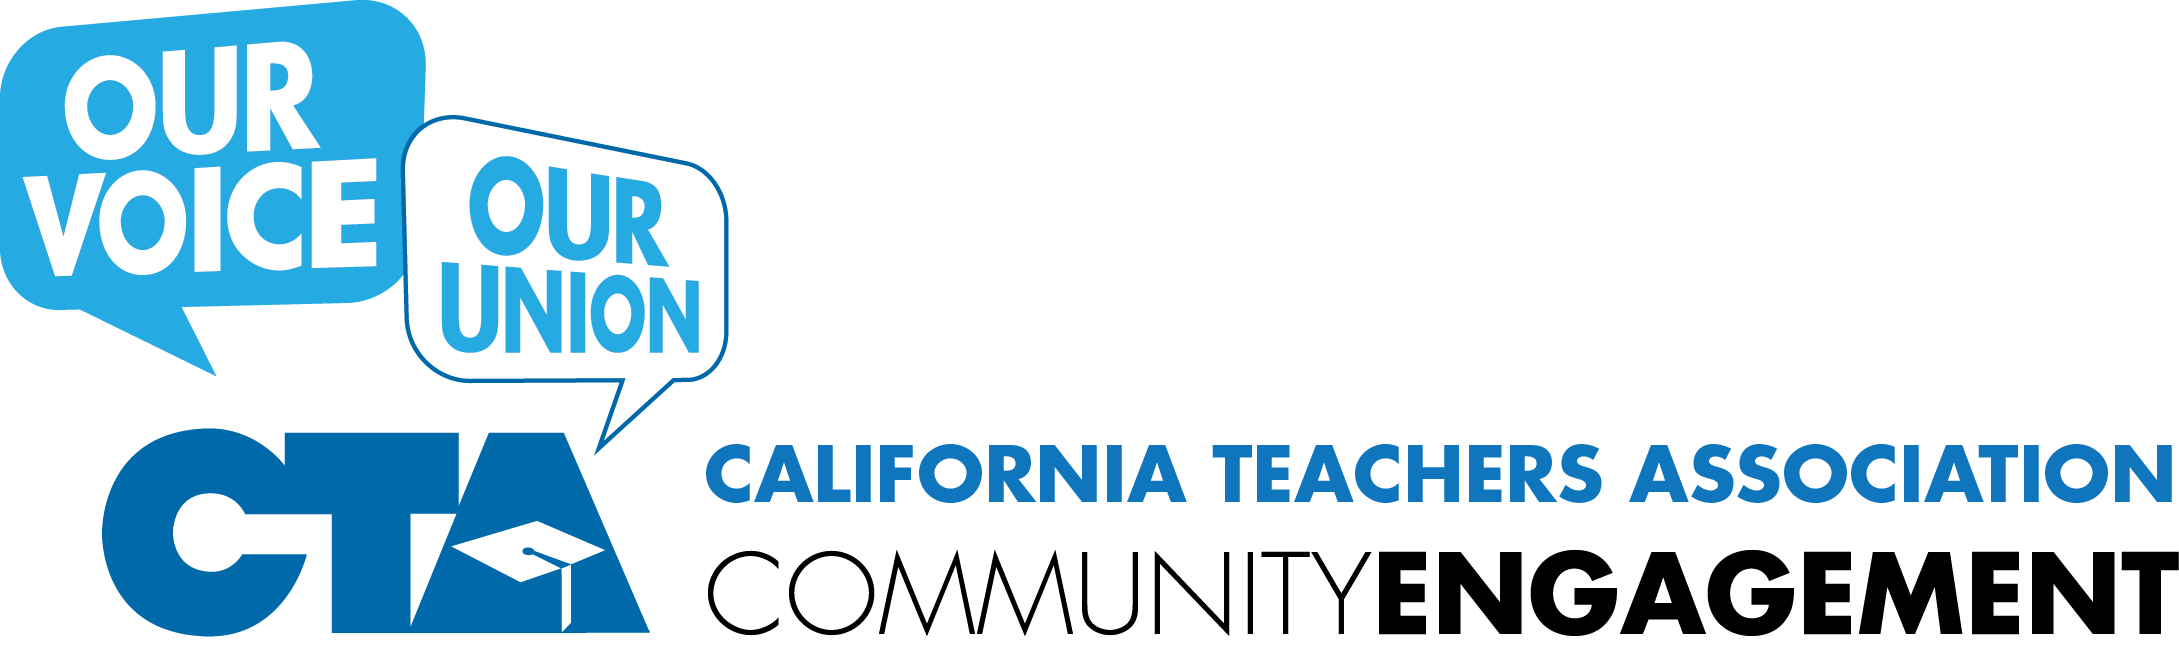 OUR
VOICE
OUR
UNION
CTA
CALIFORNIA TEACHERS ASSOCIATION
COMMUNITYENGAGEMENT